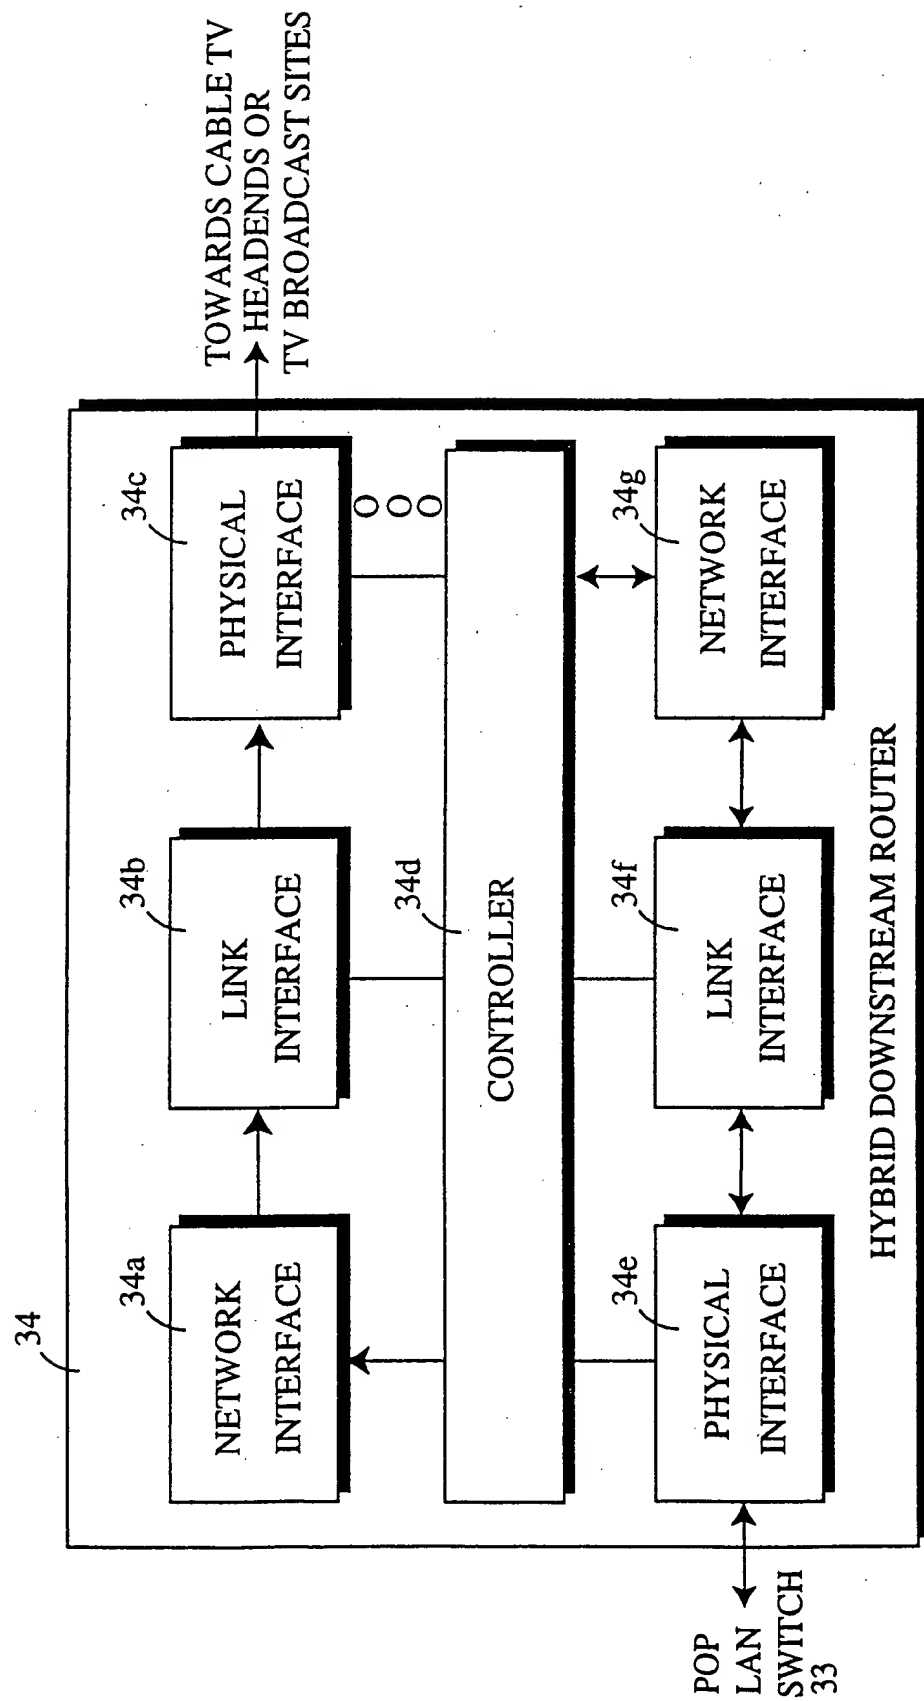 34
34a
NETWORK
INTERFACE
34b
LINK
INTERFACE
34c
PHYSICAL
INTERFACE
TOWARDS CABLE TV
HEADENDS OR
TV BROADCAST SITES
34d
CONTROLLER
POP
LAN
SWITCH
33
34e
PHYSICAL
INTERFACE
34f
LINK
INTERFACE
34g
NETWORK
INTERFACE
HYBRID DOWNSTREAM ROUTER